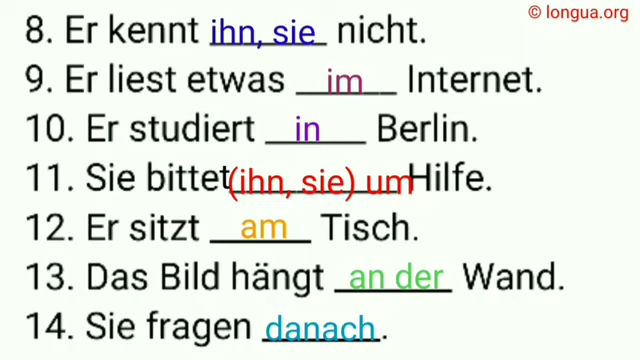 © longua.org
8. Er kennt ihn, sie nicht.
9. Er liest etwas im Internet.
10. Er studiert in Berlin.
11. Sie bittet (ihn, sie) um Hilfe.
12. Er sitzt am Tisch.
13. Das Bild hängt an der Wand.
14. Sie fragen danach.